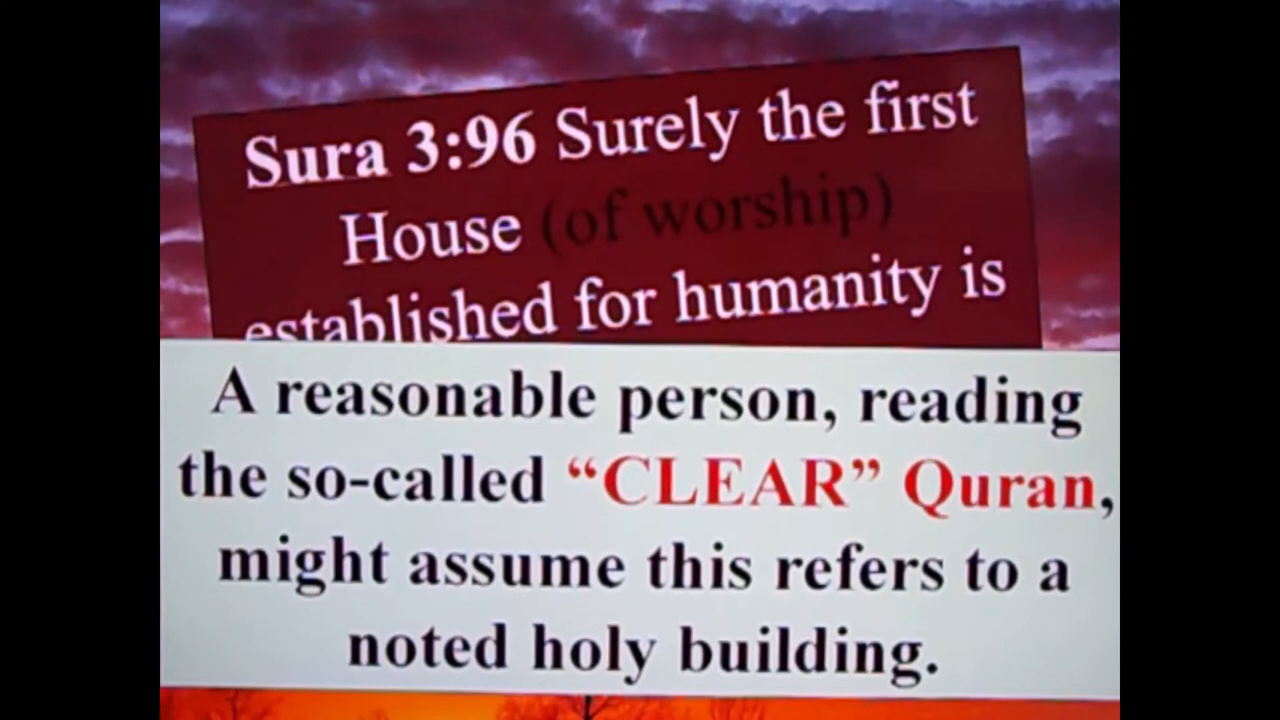 Sura 3:96 Surely the first
House (of worship)
established for humanity is
A reasonable person, reading
the so-called “CLEAR” Quran,
might assume this refers to a
noted holy building.